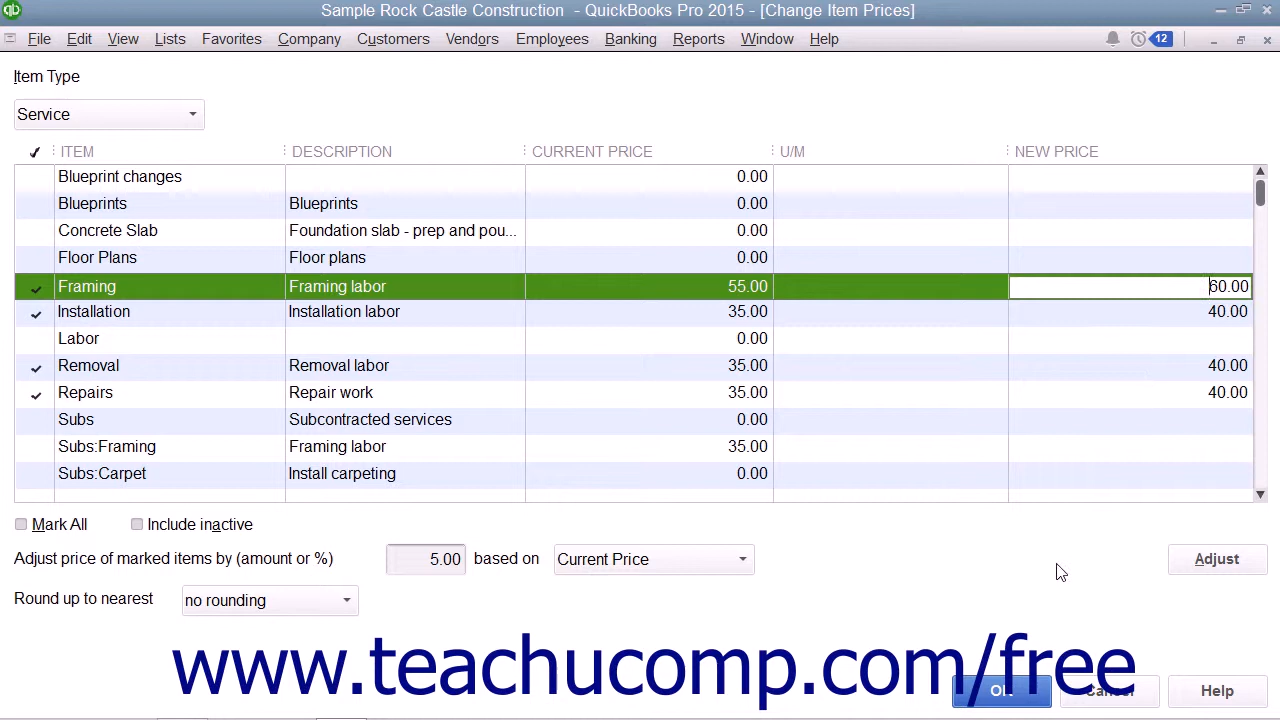 Sample Rock Castle Construction - QuickBooks Pro 2015 - [Change Item Prices]
File Edit View Lists Favorites Company Customers Vendors Employees Banking Reports Window Help 12
Item Type
Service
ITEM DESCRIPTION CURRENT PRICE U/M NEW PRICE
Blueprint changes 0.00
Blueprints Blueprints 0.00
Concrete Slab Foundation slab - prep and pou... 0.00
Floor Plans Floor plans 0.00
Framing Framing labor 55.00 60.00
Installation Installation labor 35.00 40.00
Labor 0.00
Removal Removal labor 35.00 40.00
Repairs Repair work 35.00 40.00
Subs Subcontracted services 0.00
Subs:Framing Framing labor 35.00
Subs:Carpet Install carpeting 0.00
Mark All Include inactive
Adjust price of marked items by (amount or %) 5.00 based on Current Price Adjust
Round up to nearest no rounding
www.teachucomp.com/free
OK Cancel Help